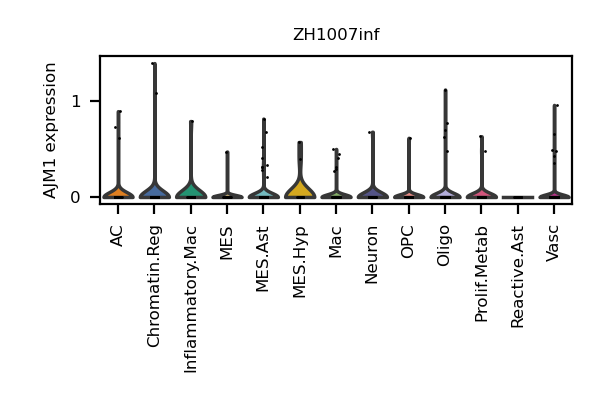 ZH1007inf
AJM1 expression
1
0
AC
Chromatin.Reg
Inflammatory.Mac
MES
MES.Ast
MES.Hyp
Mac
Neuron
OPC
Oligo
Prolif.Metab
Reactive.Ast
Vasc